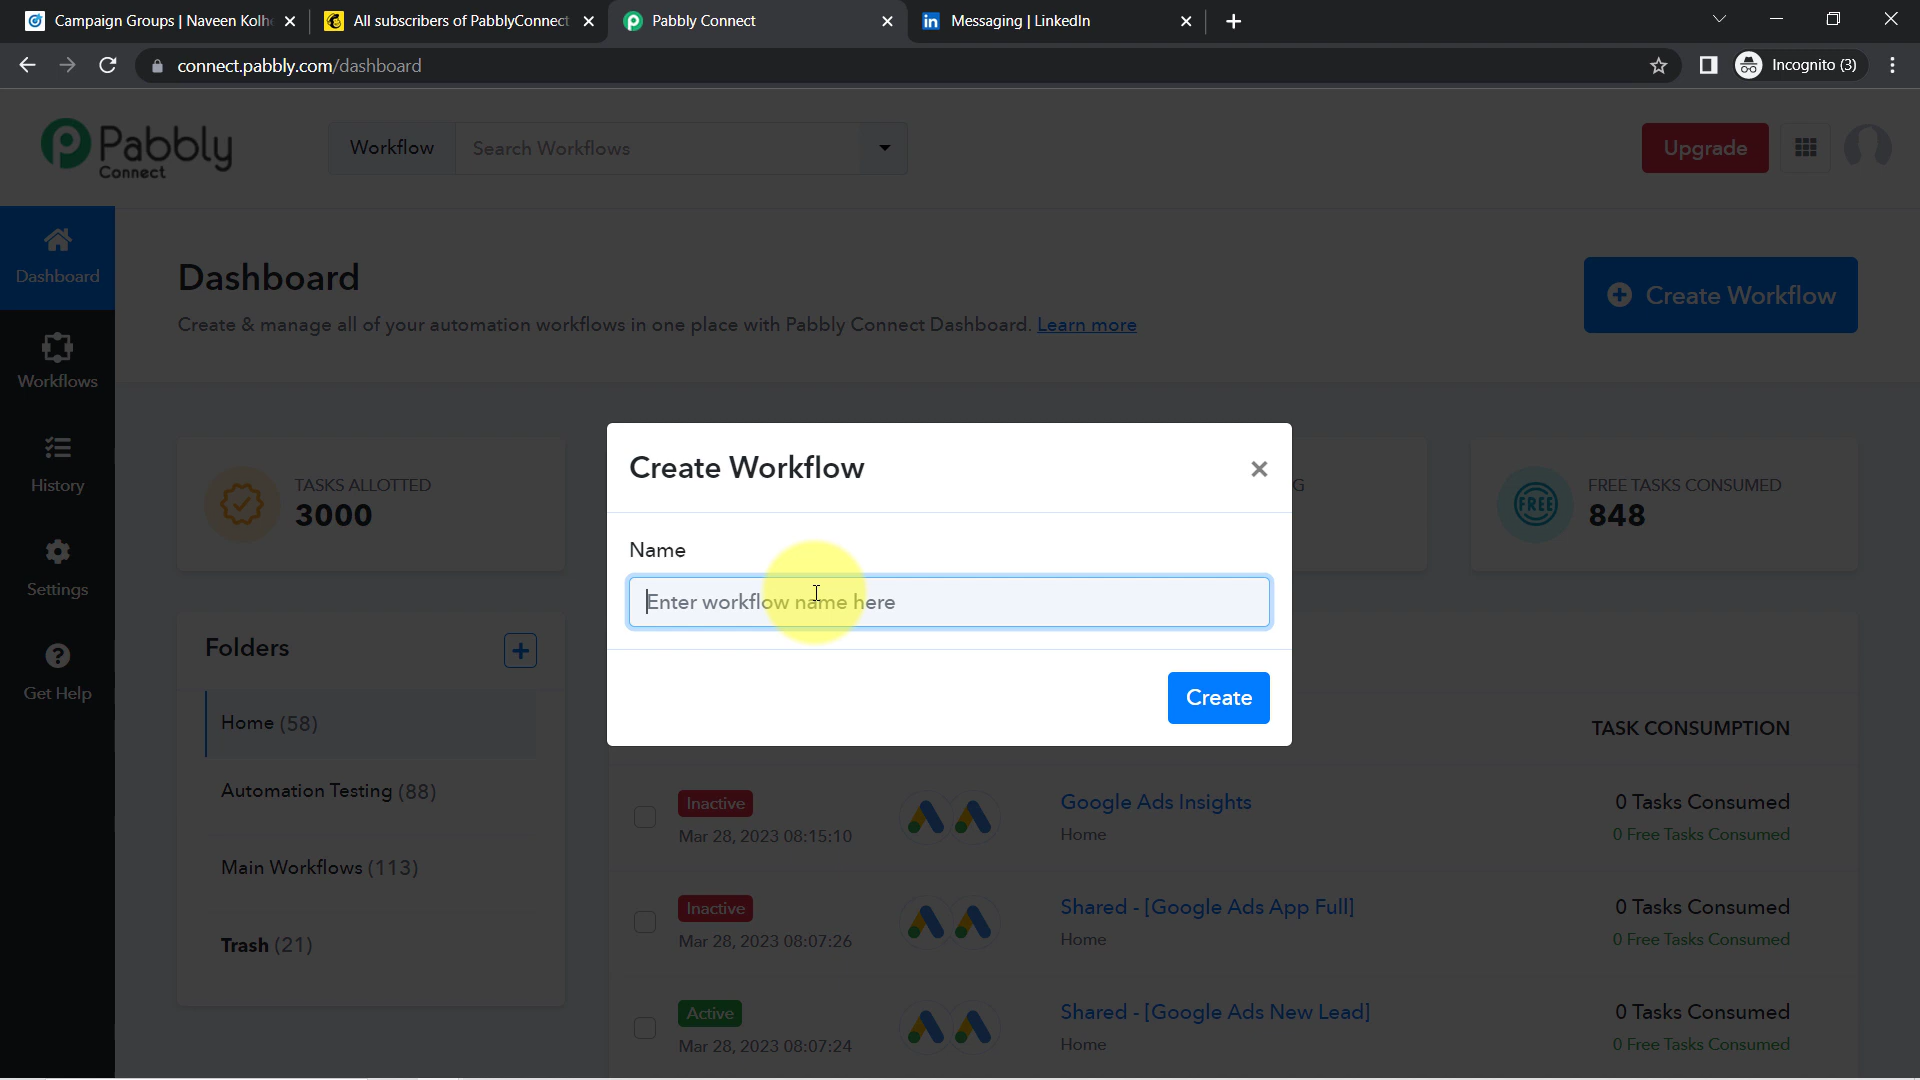 Campaign Groups | Naveen Kolhe
All subscribers of PabblyConnect
Pabbly Connect
Messaging | LinkedIn
connect.pabbly.com/dashboard
Incognito (3)
Pabbly
Connect
Workflow
Search Workflows
Upgrade
Dashboard
Workflows
History
Settings
Get Help
Dashboard
Create & manage all of your automation workflows in one place with Pabbly Connect Dashboard. Learn more
Create Workflow
TASKS ALLOTTED
3000
G
FREE
FREE TASKS CONSUMED
848
Create Workflow
Name
Enter workflow name here
Create
Folders
Home (58)
Automation Testing (88)
Main Workflows (113)
Trash (21)
TASK CONSUMPTION
Inactive
Mar 28, 2023 08:15:10
Google Ads Insights
Home
0 Tasks Consumed
0 Free Tasks Consumed
Inactive
Mar 28, 2023 08:07:26
Shared - [Google Ads App Full]
Home
0 Tasks Consumed
0 Free Tasks Consumed
Active
Mar 28, 2023 08:07:24
Shared - [Google Ads New Lead]
Home
0 Tasks Consumed
0 Free Tasks Consumed